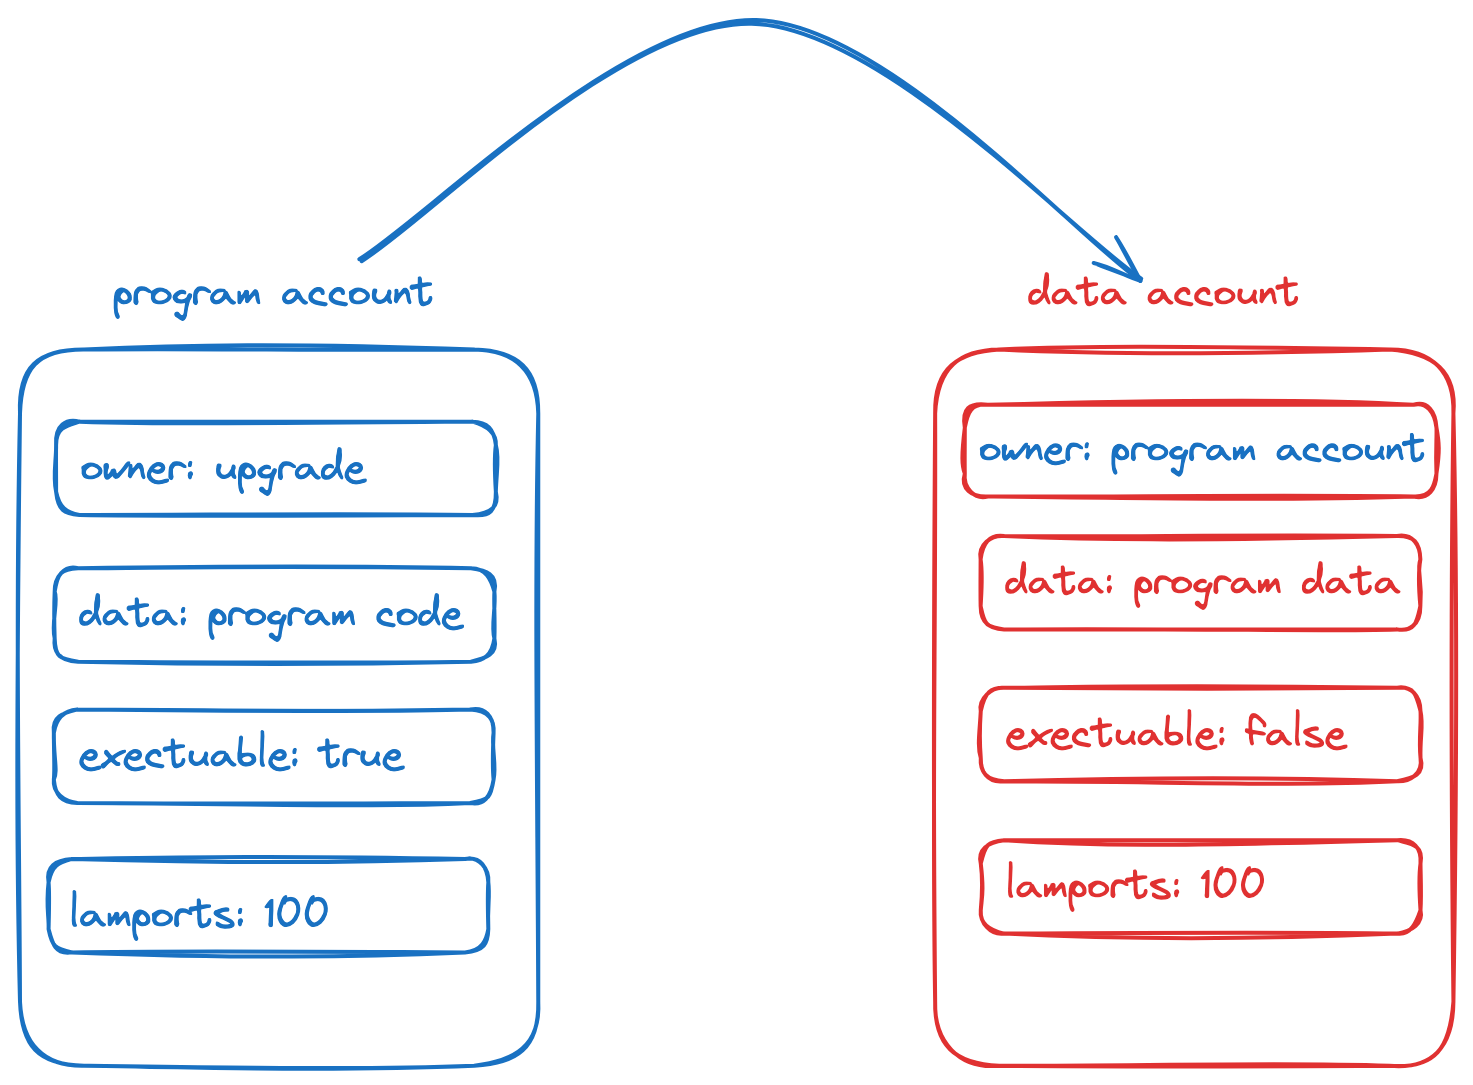 program account
owner: upgrade
data: program code
exectuable: true
lamports: 100
data account
owner: program account
data: program data
exectuable: false
lamports: 100